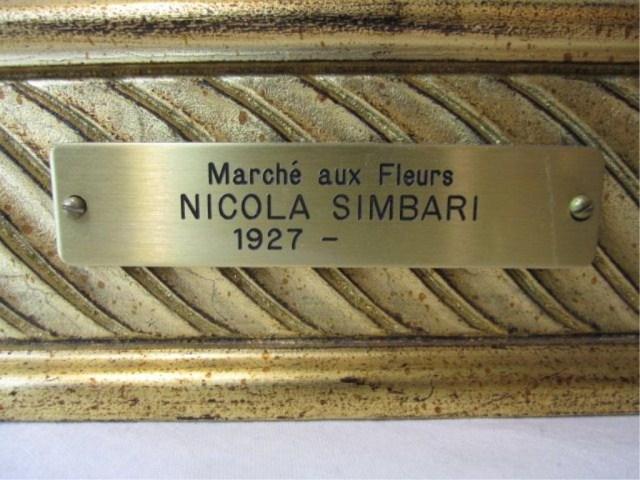 Marché aux Fleurs
NICOLA SIMBARI
1927 –